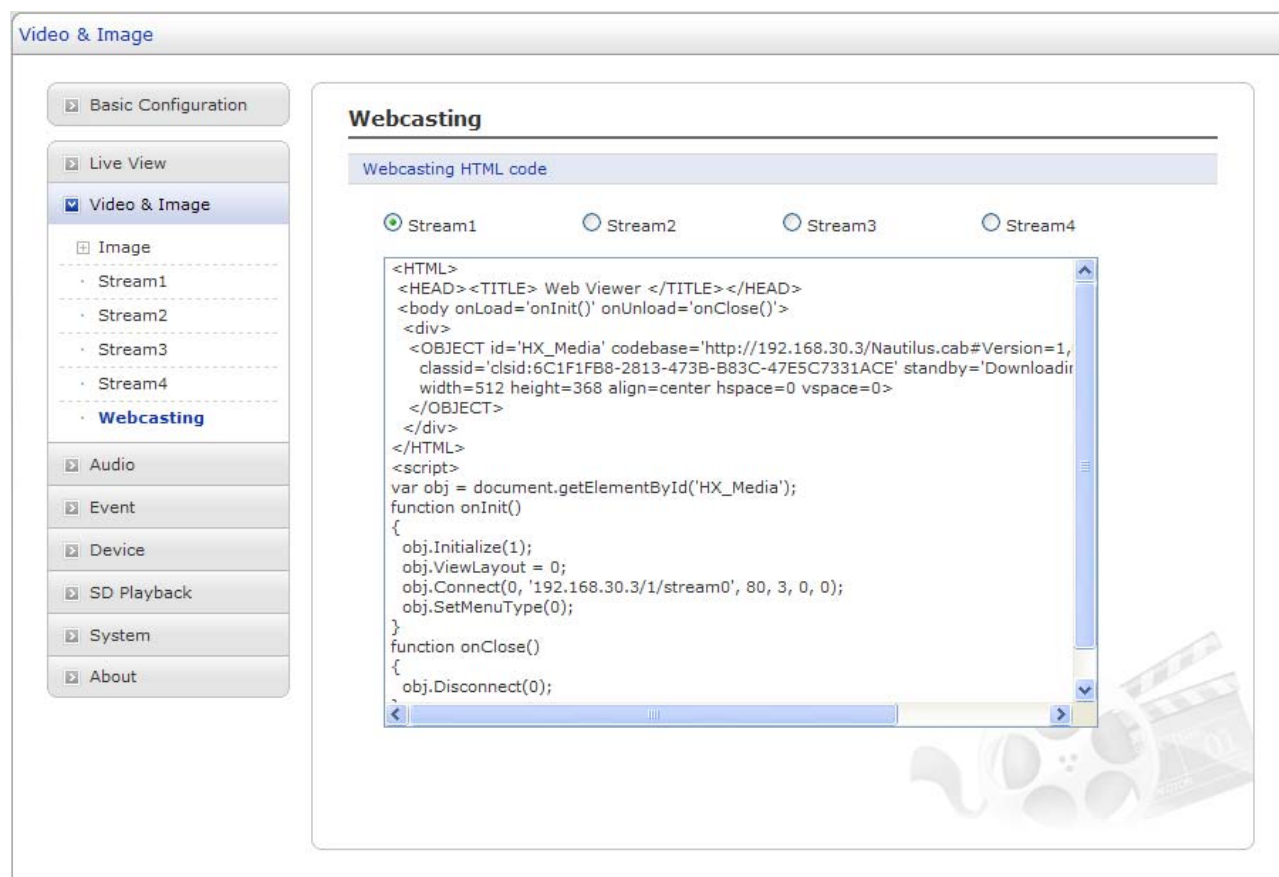 Video & Image
Basic Configuration
Live View
Video & Image
Image
Stream1
Stream2
Stream3
Stream4
Webcasting
Audio
Event
Device
SD Playback
System
About
Webcasting
Webcasting HTML code
Stream1 Stream2 Stream3 Stream4
<HTML>
<HEAD><TITLE> Web Viewer </TITLE></HEAD>
<body onLoad='onInit()' onUnload='onClose()'>
<div>
<OBJECT id='HX_Media' codebase='http://192.168.30.3/Nautilus.cab#Version=1,
classid='clsid:6C1F1FB8-2813-473B-B83C-47E5C7331ACE' standby='Downloadin
width=512 height=368 align=center hspace=0 vspace=0>
</OBJECT>
</div>
</HTML>
<script>
var obj = document.getElementById('HX_Media');
function onInit()
{
obj.Initialize(1);
obj.ViewLayout = 0;
obj.Connect(0, '192.168.30.3/1/stream0', 80, 3, 0, 0);
obj.SetMenuType(0);
}
function onClose()
{
obj.Disconnect(0);
01